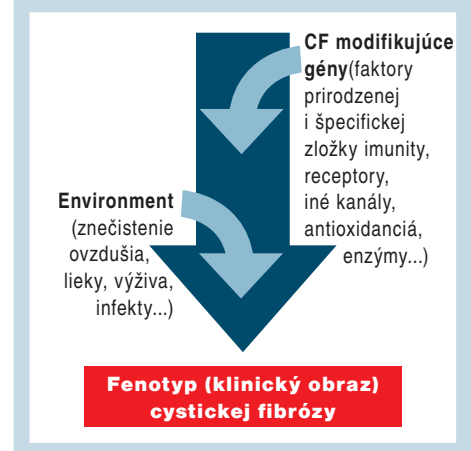 CF modifikujúce
gény(faktory
prirodzenej
i špecifickej
zložky imunity,
receptory,
iné kanály,
antioxidanciá,
enzýmy...)
Environment
(znečistenie
ovzdušia,
lieky, výživa,
infekty...)
Fenotyp (klinický obraz)
cystickej fibrózy